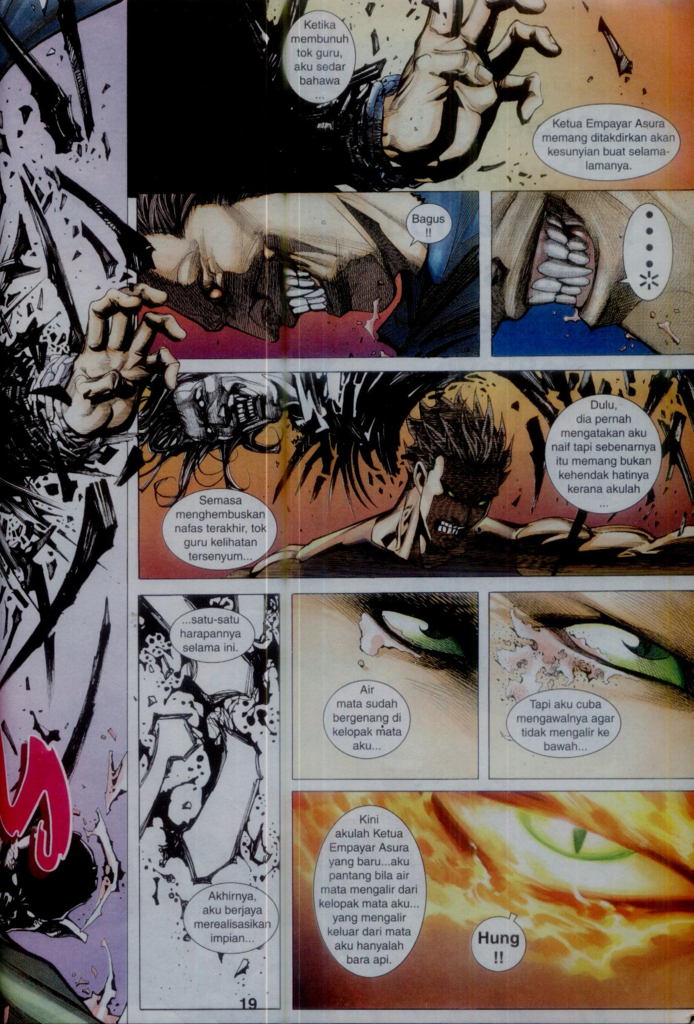 Ketika
membunuh
tok guru,
aku sedar
bahawa
...
Ketua Empayar Asura
memang ditakdirkan akan
kesunyian buat selama-
lamanya.
Bagus
!!
Dulu,
dia pernah
mengatakan aku
naif tapi sebenarnya
itu memang bukan
kehendak hatinya
kerana akulah
...
Semasa
menghembuskan
nafas terakhir, tok
guru kelihatan
tersenyum...
...satu-satu
harapannya
selama ini.
Air
mata sudah
bergenang di
kelopak mata
aku...
Tapi aku cuba
mengawalnya agar
tidak mengalir ke
bawah...
Akhirnya,
aku berjaya
merealisasikan
impian...
Kini
akulah Ketua
Empayar Asura
yang baru...aku
pantang bila air
mata mengalir dari
kelopak mata aku...
yang mengalir
keluar dari mata
aku hanyalah
bara api.
Hung
!!
S
19